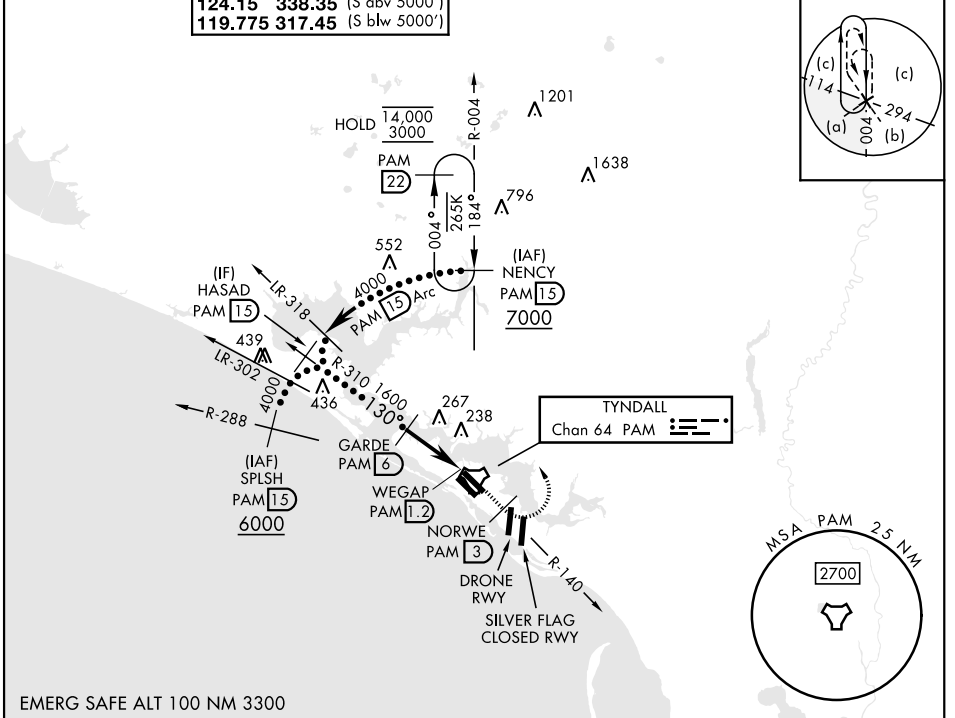 124.15 338.35 (S abv 5000')
119.775 317.45 (S blw 5000')
HOLD 14,000
3000
PAM
22
R-004
1201
1638
796
004°
265K
184°
552
(IAF)
NENCY
PAM 15
7000
4000
PAM 15 Arc
(IF)
HASAD
PAM 15
LR-318
439
LR-302
R-310 1600
130°
436
4000
R-288
(IAF)
SPLSH
PAM 15
6000
267
238
GARDE
PAM 6
WEGAP
PAM 1.2
NORWE
PAM 3
TYNDALL
Chan 64 PAM
DRONE
RWY
R-140
SILVER FLAG
CLOSED RWY
(c)
(c)
114
294
(a)
(b)
004
MSA PAM 25 NM
2700
EMERG SAFE ALT 100 NM 3300